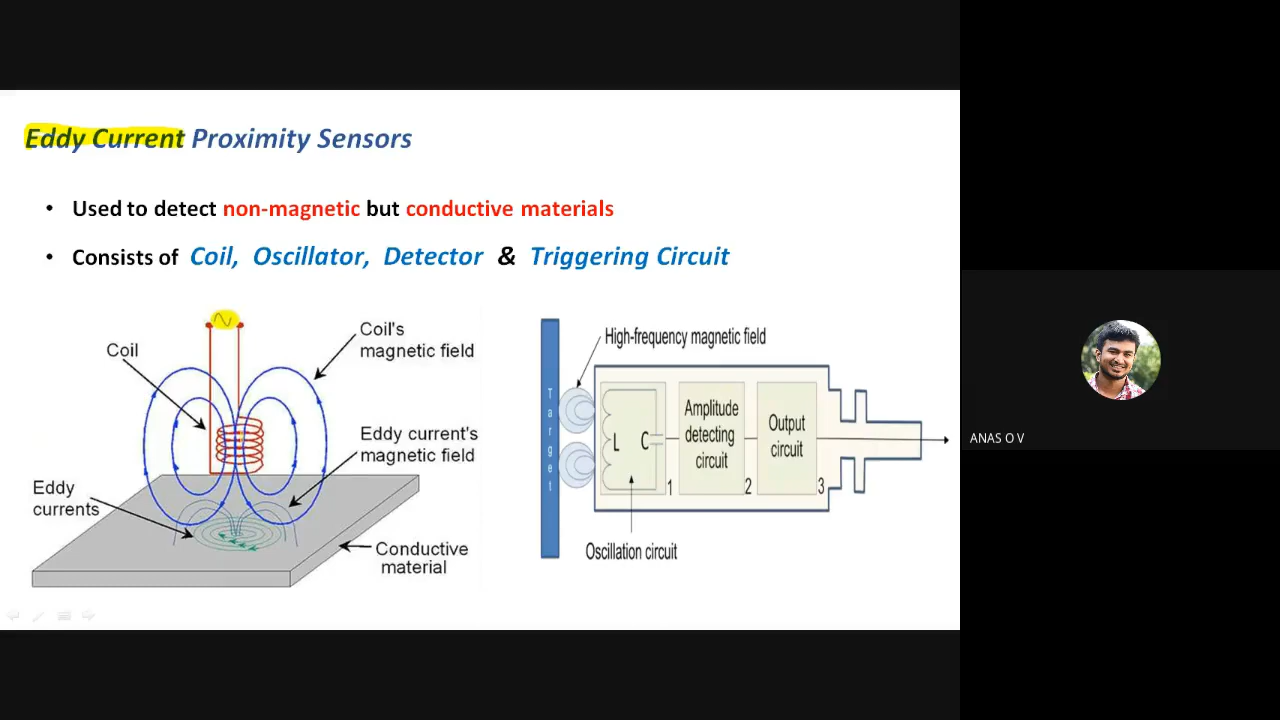 Eddy Current Proximity Sensors
• Used to detect non-magnetic but conductive materials
• Consists of Coil, Oscillator, Detector & Triggering Circuit
Coil
Coil's
magnetic field
Eddy current's
magnetic field
Eddy
currents
Conductive
material
High-frequency magnetic field
Target
L C
1
Amplitude
detecting
circuit
2
Output
circuit
3
Oscillation circuit
ANAS O V